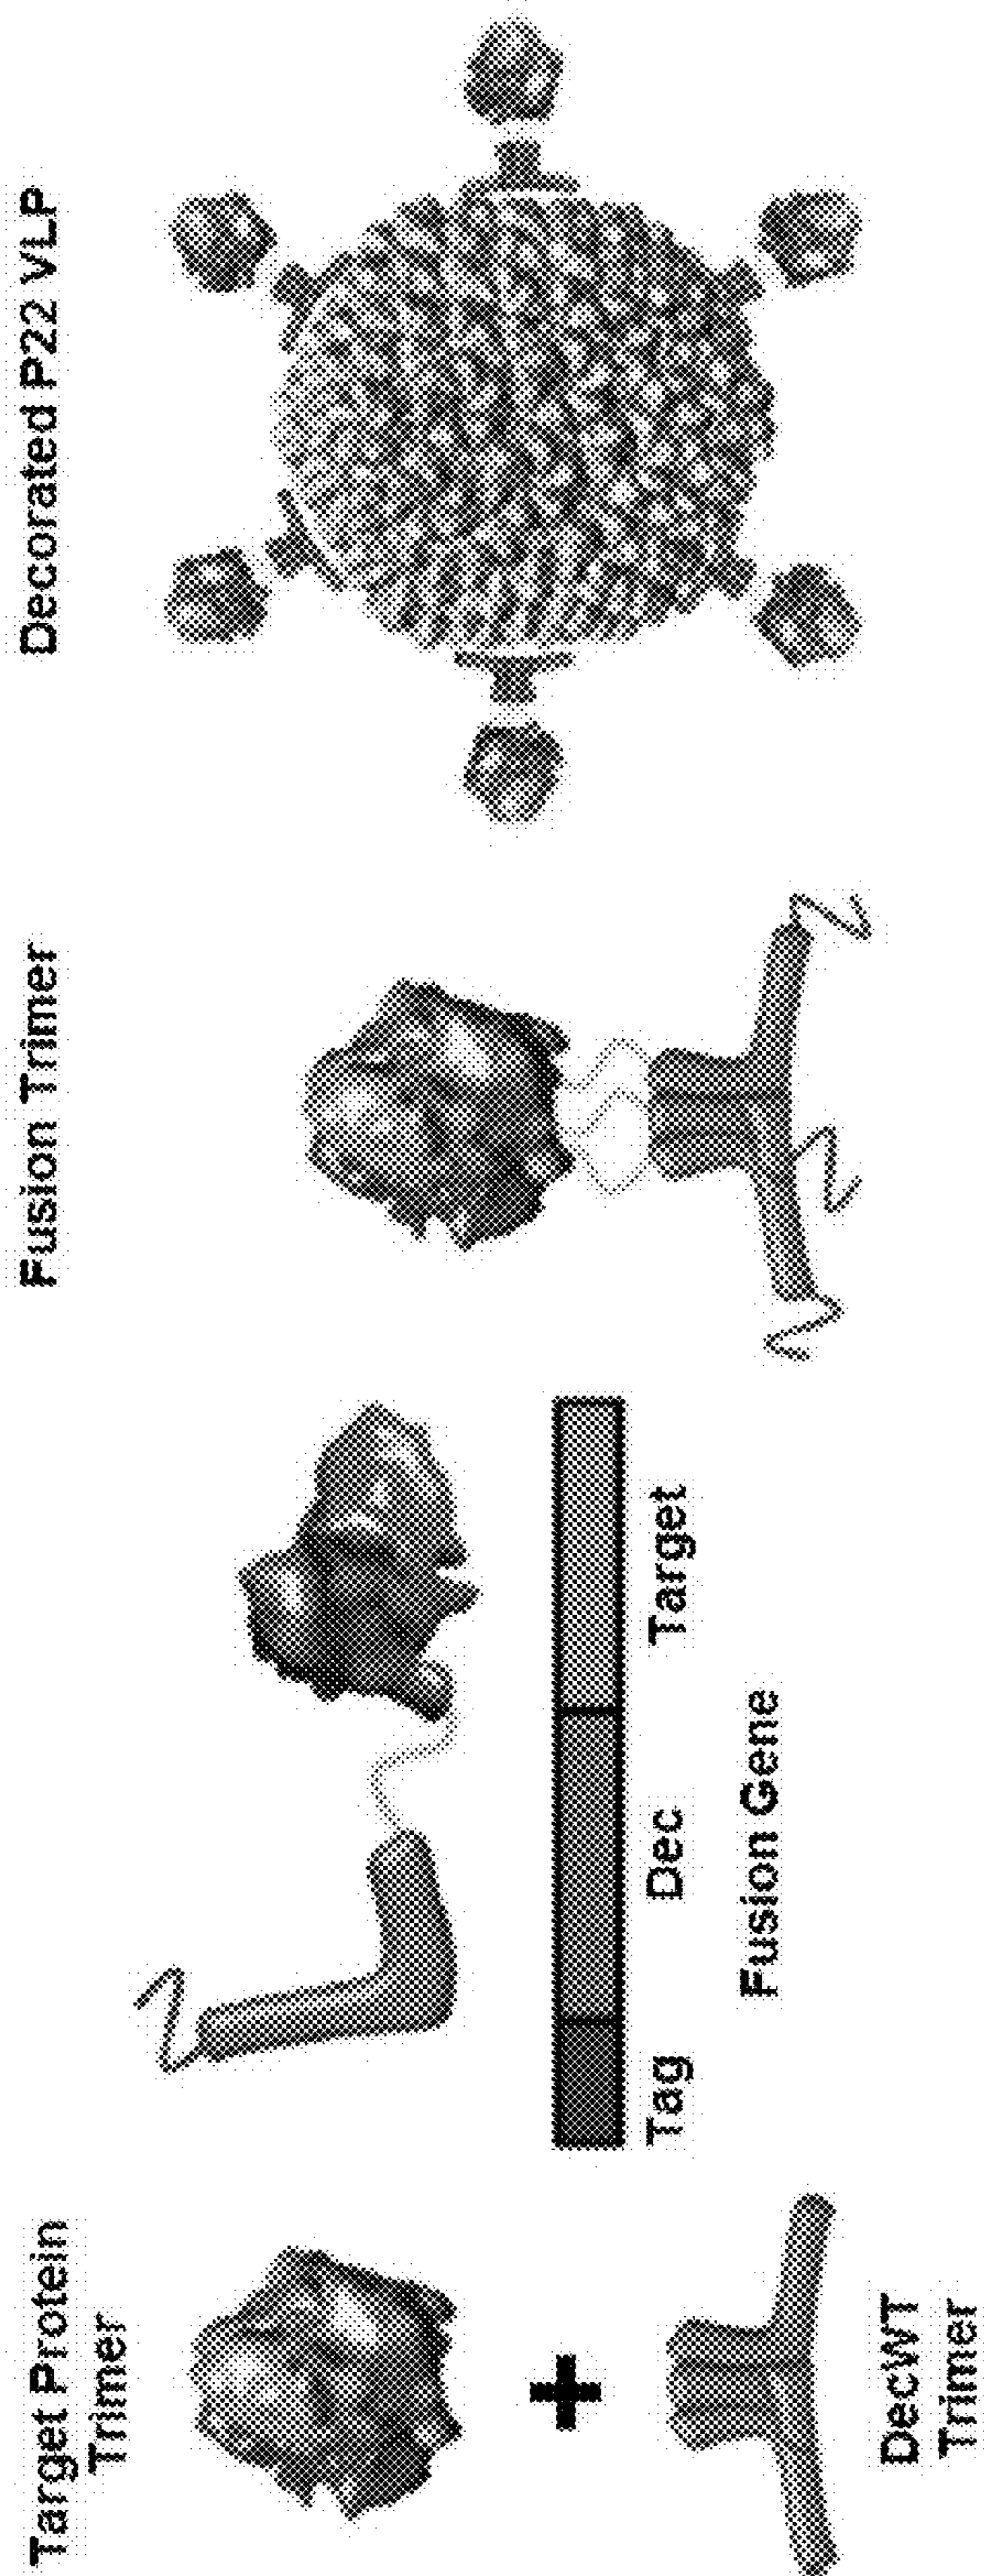 Target Protein
Trimer
DecWT
Trimer
Tag
Dec
Target
Fusion Gene
Fusion Trimer
Decorated P22 VLP